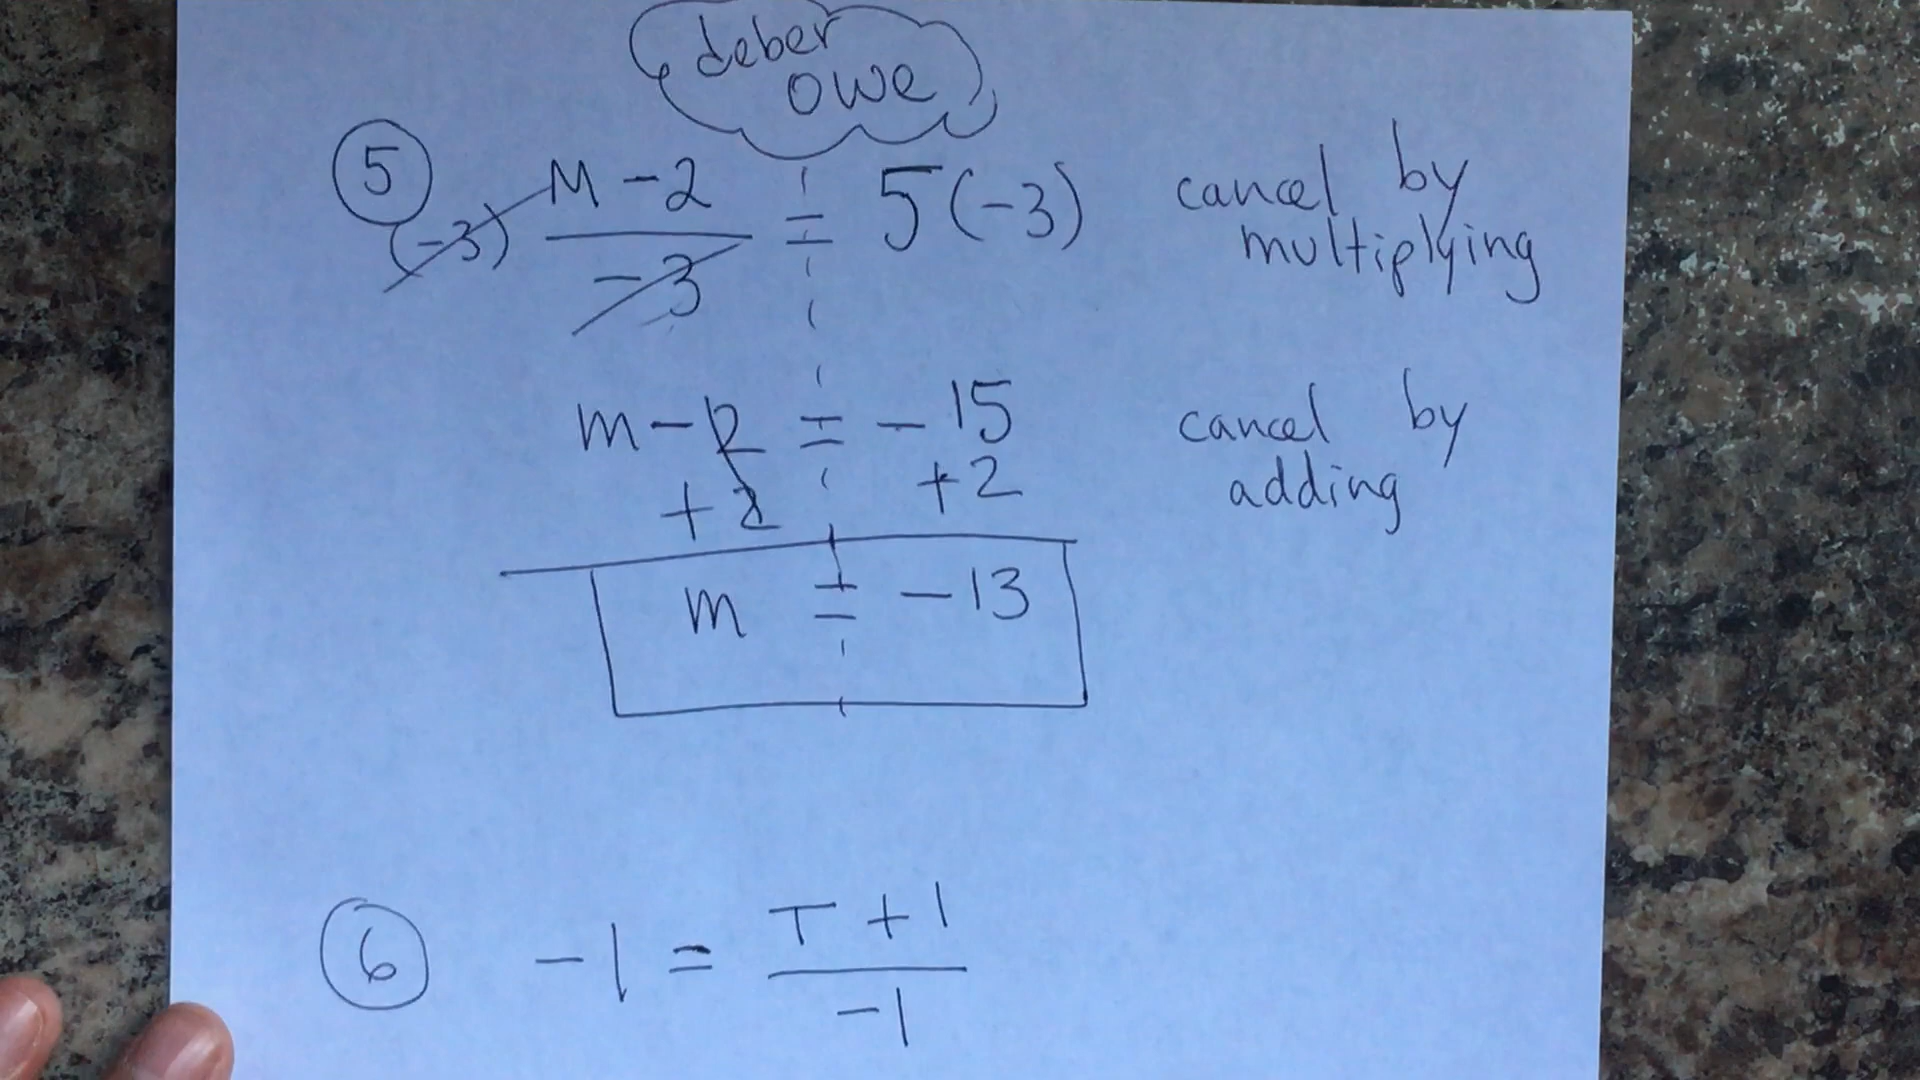 deber
owe
5 (-3) M - 2 / -3 = 5(-3) cancel by
multiplying
m - 2 = - 15 cancel by
+ 2 + 2 adding
m = - 13
6 - 1 = T + 1 / - 1